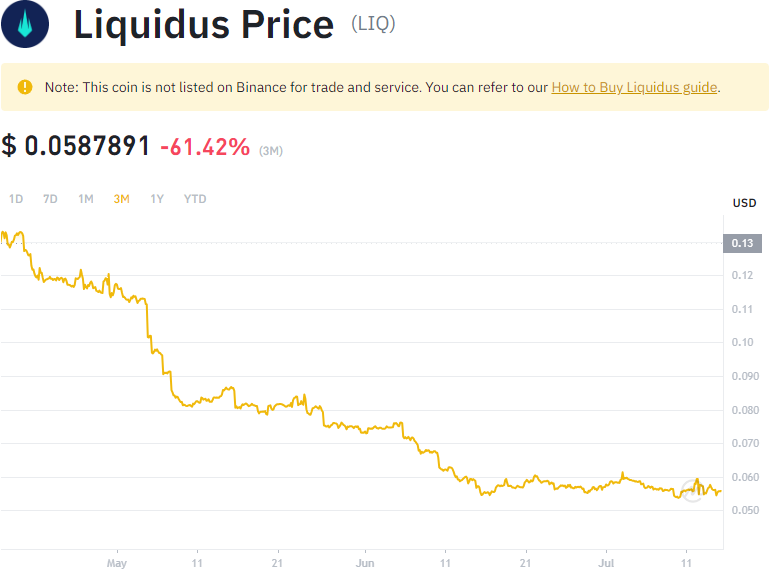 Liquidus Price (LIQ)
Note: This coin is not listed on Binance for trade and service. You can refer to our How to Buy Liquidus guide.
$ 0.0587891 -61.42% (3M)
1D 7D 1M 3M 1Y YTD
USD
0.13
0.12
0.11
0.10
0.090
0.080
0.070
0.060
0.050
May 11 21 Jun 11 21 Jul 11